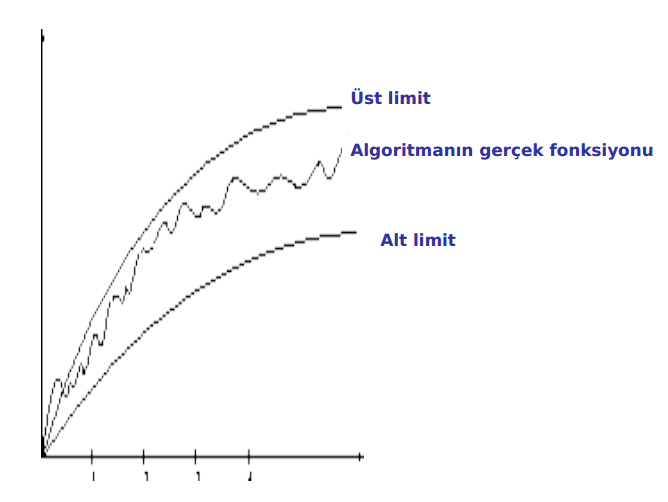 Üst limit
Algoritmanın gerçek fonksiyonu
Alt limit